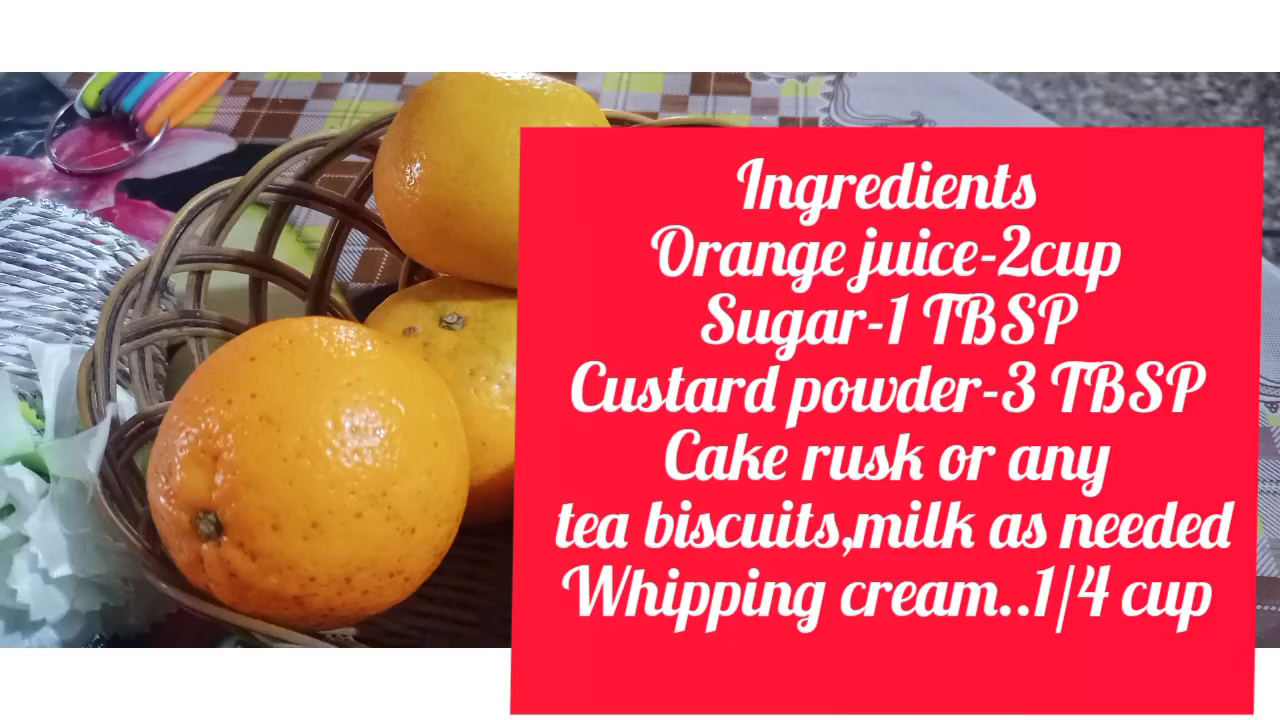 Ingredients
Orange juice-2cup
Sugar-1 TBSP
Custard powder-3 TBSP
Cake rusk or any
tea biscuits,milk as needed
Whipping cream..1/4 cup